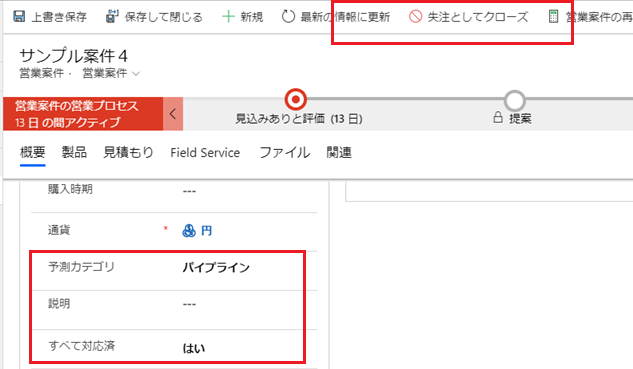 上書き保存 保存して閉じる 新規 最新の情報に更新 失注としてクローズ 営業案件の再
サンプル案件４
営業案件・ 営業案件
営業案件の営業プロセス
13 日 の間アクティブ
見込みありと評価 (13 日)
提案
概要 製品 見積もり Field Service ファイル 関連
購入時期 ---
通貨 * 円
予測カテゴリ パイプライン
説明 ---
すべて対応済 はい